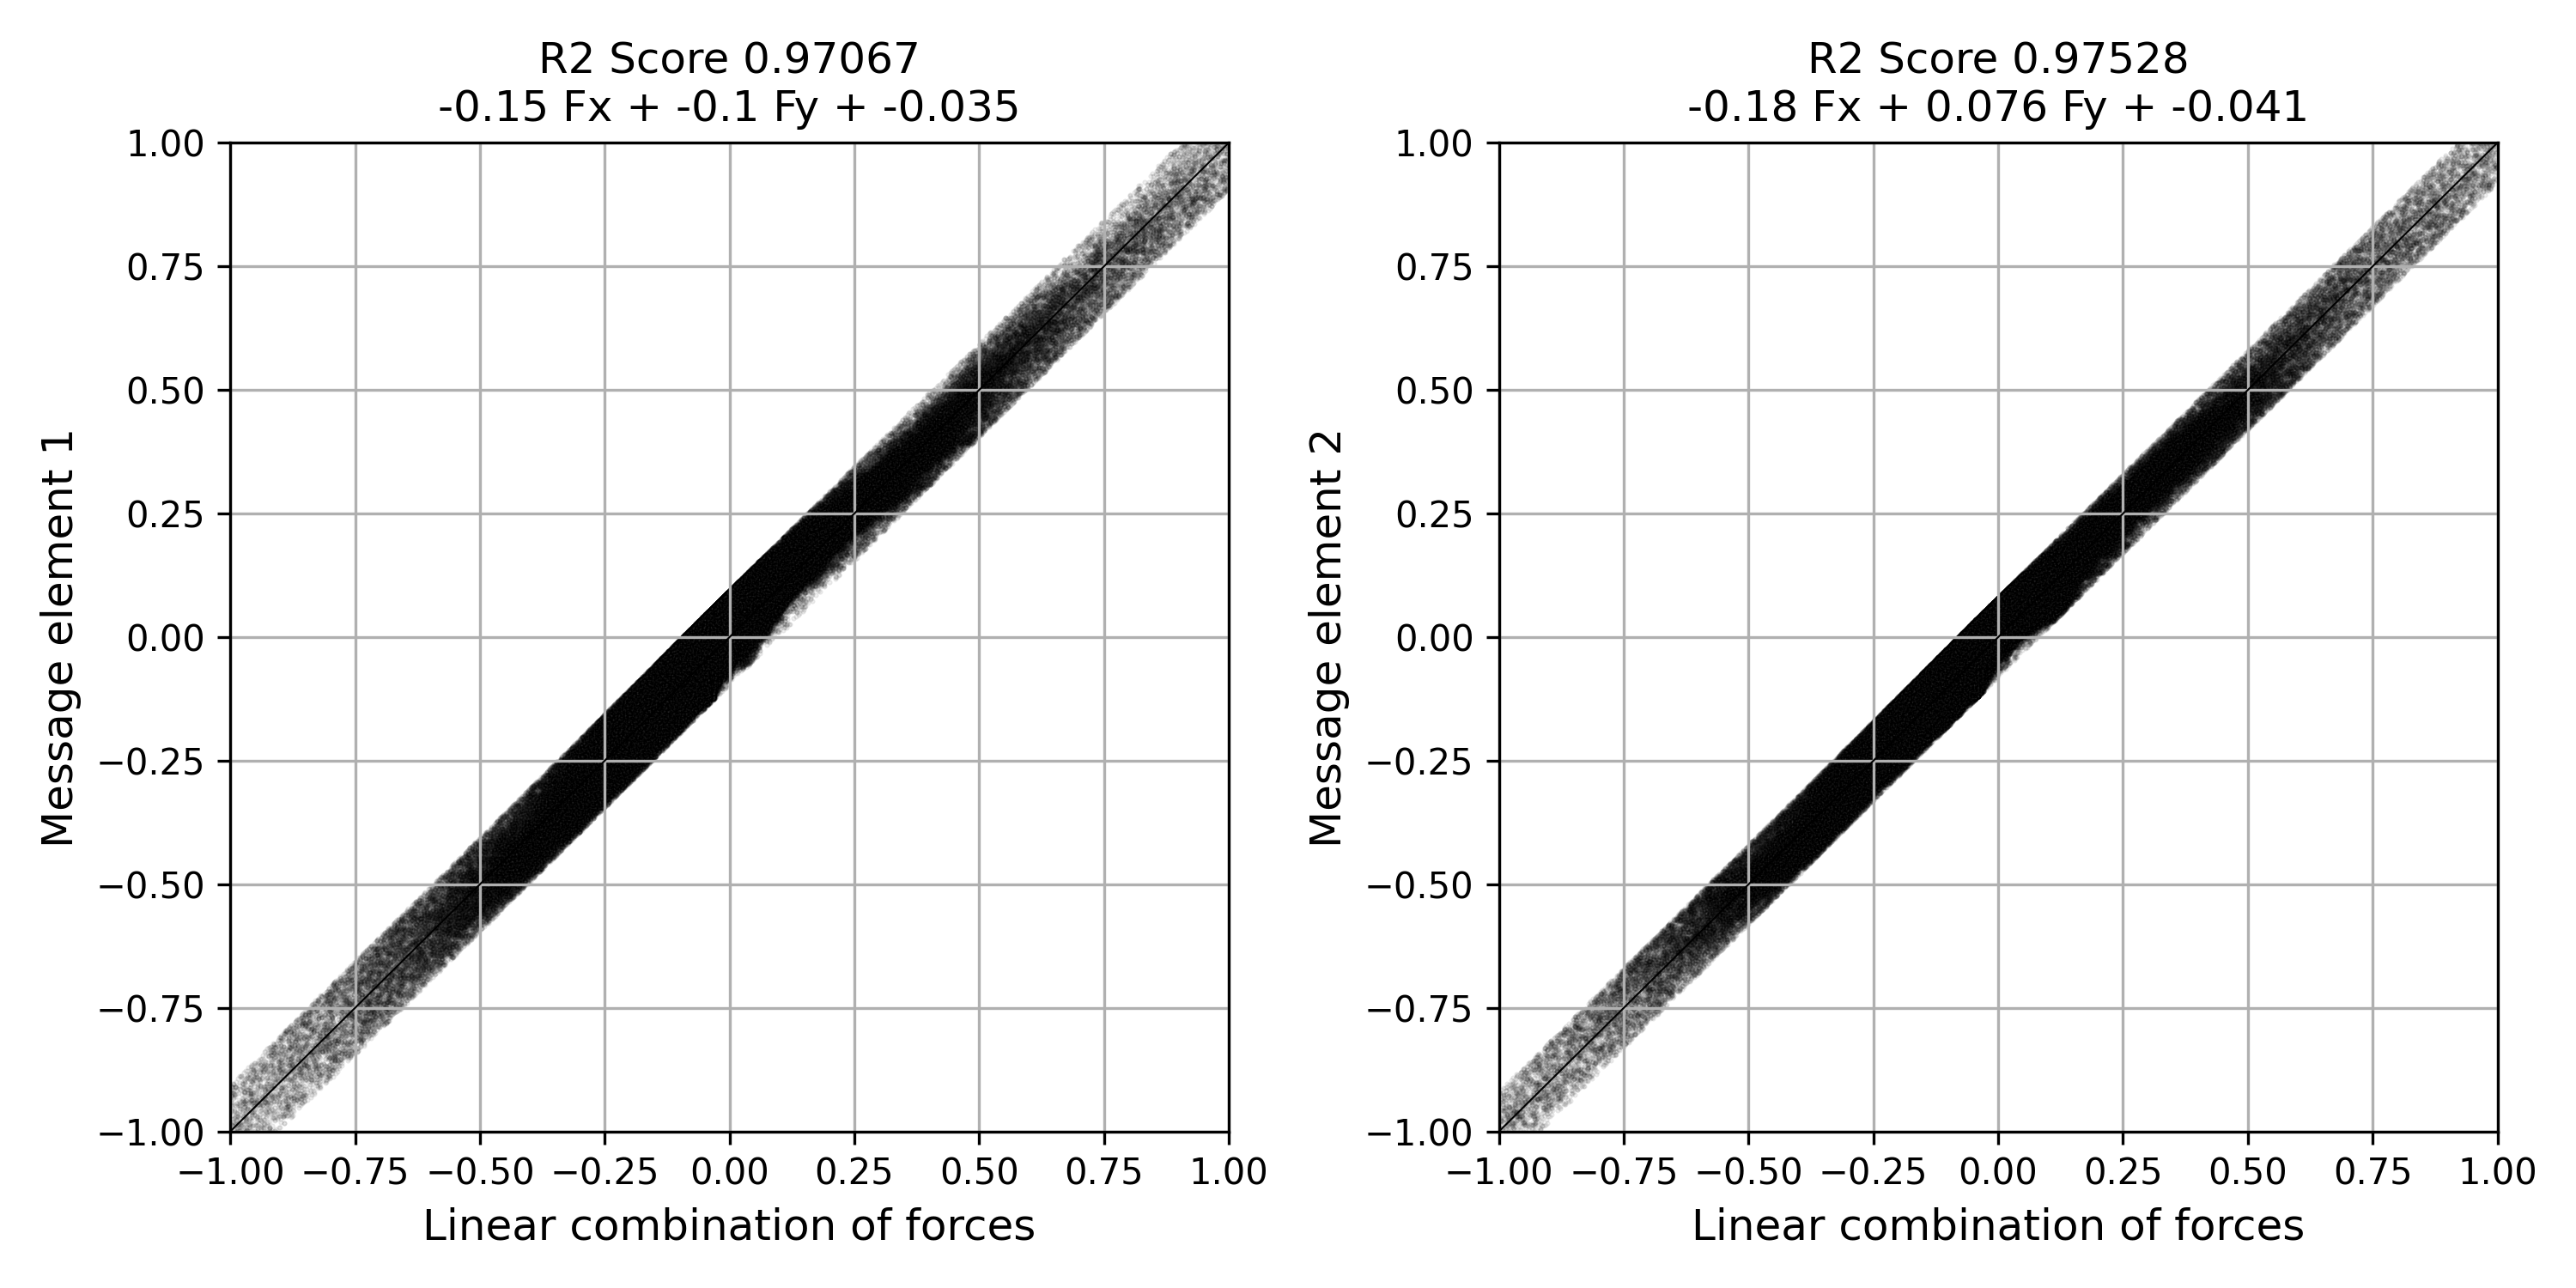 R2 Score 0.97067
-0.15 Fx + -0.1 Fy + -0.035
1.00
0.75
0.50
0.25
0.00
−0.25
−0.50
−0.75
−1.00
Message element 1
−1.00 −0.75 −0.50 −0.25 0.00 0.25 0.50 0.75 1.00
Linear combination of forces
R2 Score 0.97528
-0.18 Fx + 0.076 Fy + -0.041
1.00
0.75
0.50
0.25
0.00
−0.25
−0.50
−0.75
−1.00
Message element 2
−1.00 −0.75 −0.50 −0.25 0.00 0.25 0.50 0.75 1.00
Linear combination of forces